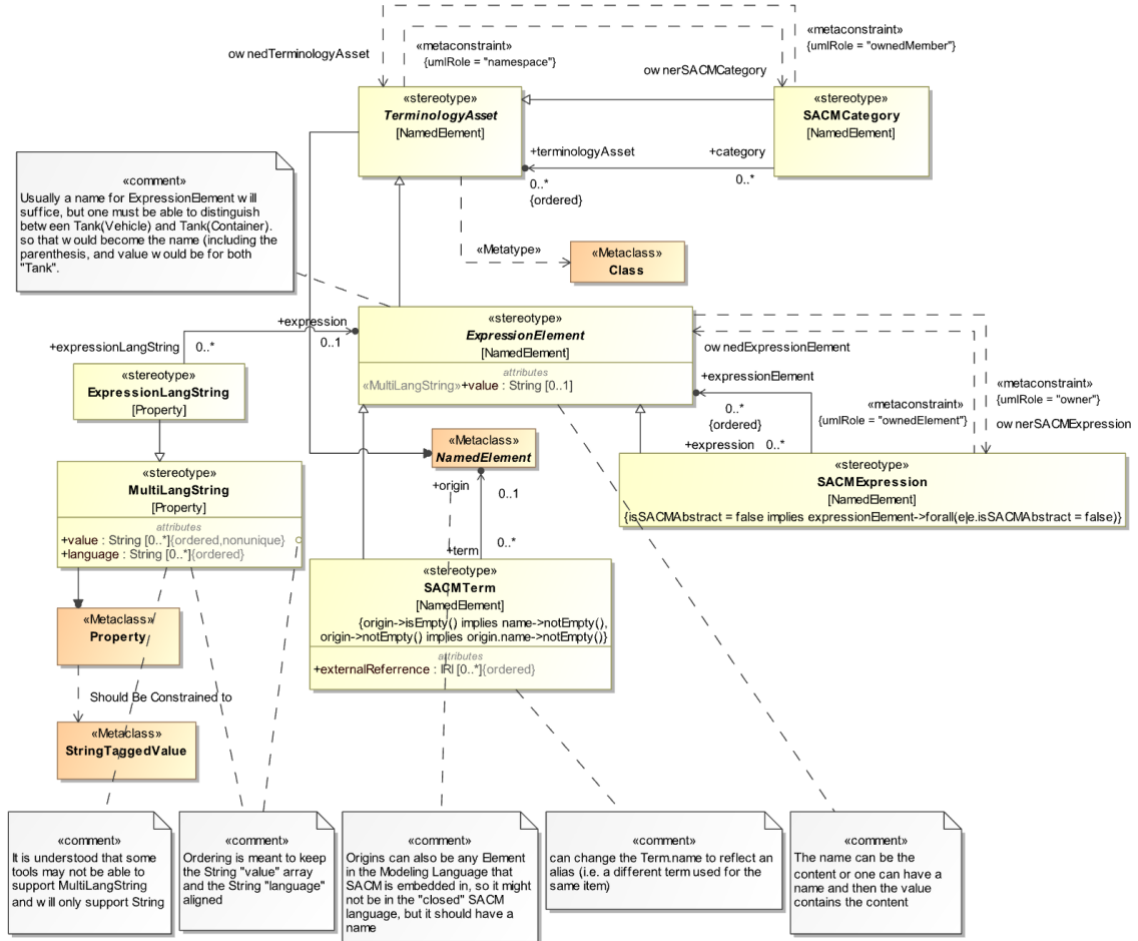 «metaconstraint»
{umlRole = "ownedMember"}
ownedTerminologyAsset
«metaconstraint»
{umlRole = "namespace"}
ownerSACMCategory
«stereotype»
TerminologyAsset
[NamedElement]
«stereotype»
SACMCategory
[NamedElement]
+terminologyAsset
+category
0..*
{ordered}
0..*
«comment»
Usually a name for ExpressionElement will
suffice, but one must be able to distinguish
between Tank(Vehicle) and Tank(Container).
so that would become the name (including the
parenthesis, and value would be for both
"Tank".
«Metatype»
«Metaclass»
Class
+expression
0..1
+expressionLangString
0..*
«stereotype»
ExpressionElement
[NamedElement]
attributes
«MultiLangString»+value : String [0..1]
ownedExpressionElement
+expressionElement
0..*
{ordered}
«metaconstraint»
{umlRole = "ownedElement"}
«metaconstraint»
{umlRole = "owner"}
ownerSACMExpression
+expression
0..*
«stereotype»
ExpressionLangString
[Property]
«Metaclass»
NamedElement
+origin
0..1
+term
0..*
«stereotype»
SACMExpression
[NamedElement]
{isSACMAbstract = false implies expressionElement->forall(e|e.isSACMAbstract = false)}
«stereotype»
MultiLangString
[Property]
attributes
+value : String [0..*]{ordered,nonunique}
+language : String [0..*]{ordered}
«stereotype»
SACMTerm
[NamedElement]
{origin->isEmpty() implies name->notEmpty(),
origin->notEmpty() implies origin.name->notEmpty()}
attributes
+externalReferrence : IRI [0..*]{ordered}
«Metaclass»
Property
Should Be Constrained to
«Metaclass»
StringTaggedValue
«comment»
It is understood that some
tools may not be able to
support MultiLangString
and will only support String
«comment»
Ordering is meant to keep
the String "value" array
and the String "language"
aligned
«comment»
Origins can also be any Element
in the Modeling Language that
SACM is embedded in, so it might
not be in the "closed" SACM
language, but it should have a
name
«comment»
can change the Term.name to reflect an
alias (i.e. a different term used for the
same item)
«comment»
The name can be the
content or one can have a
name and then the value
contains the content